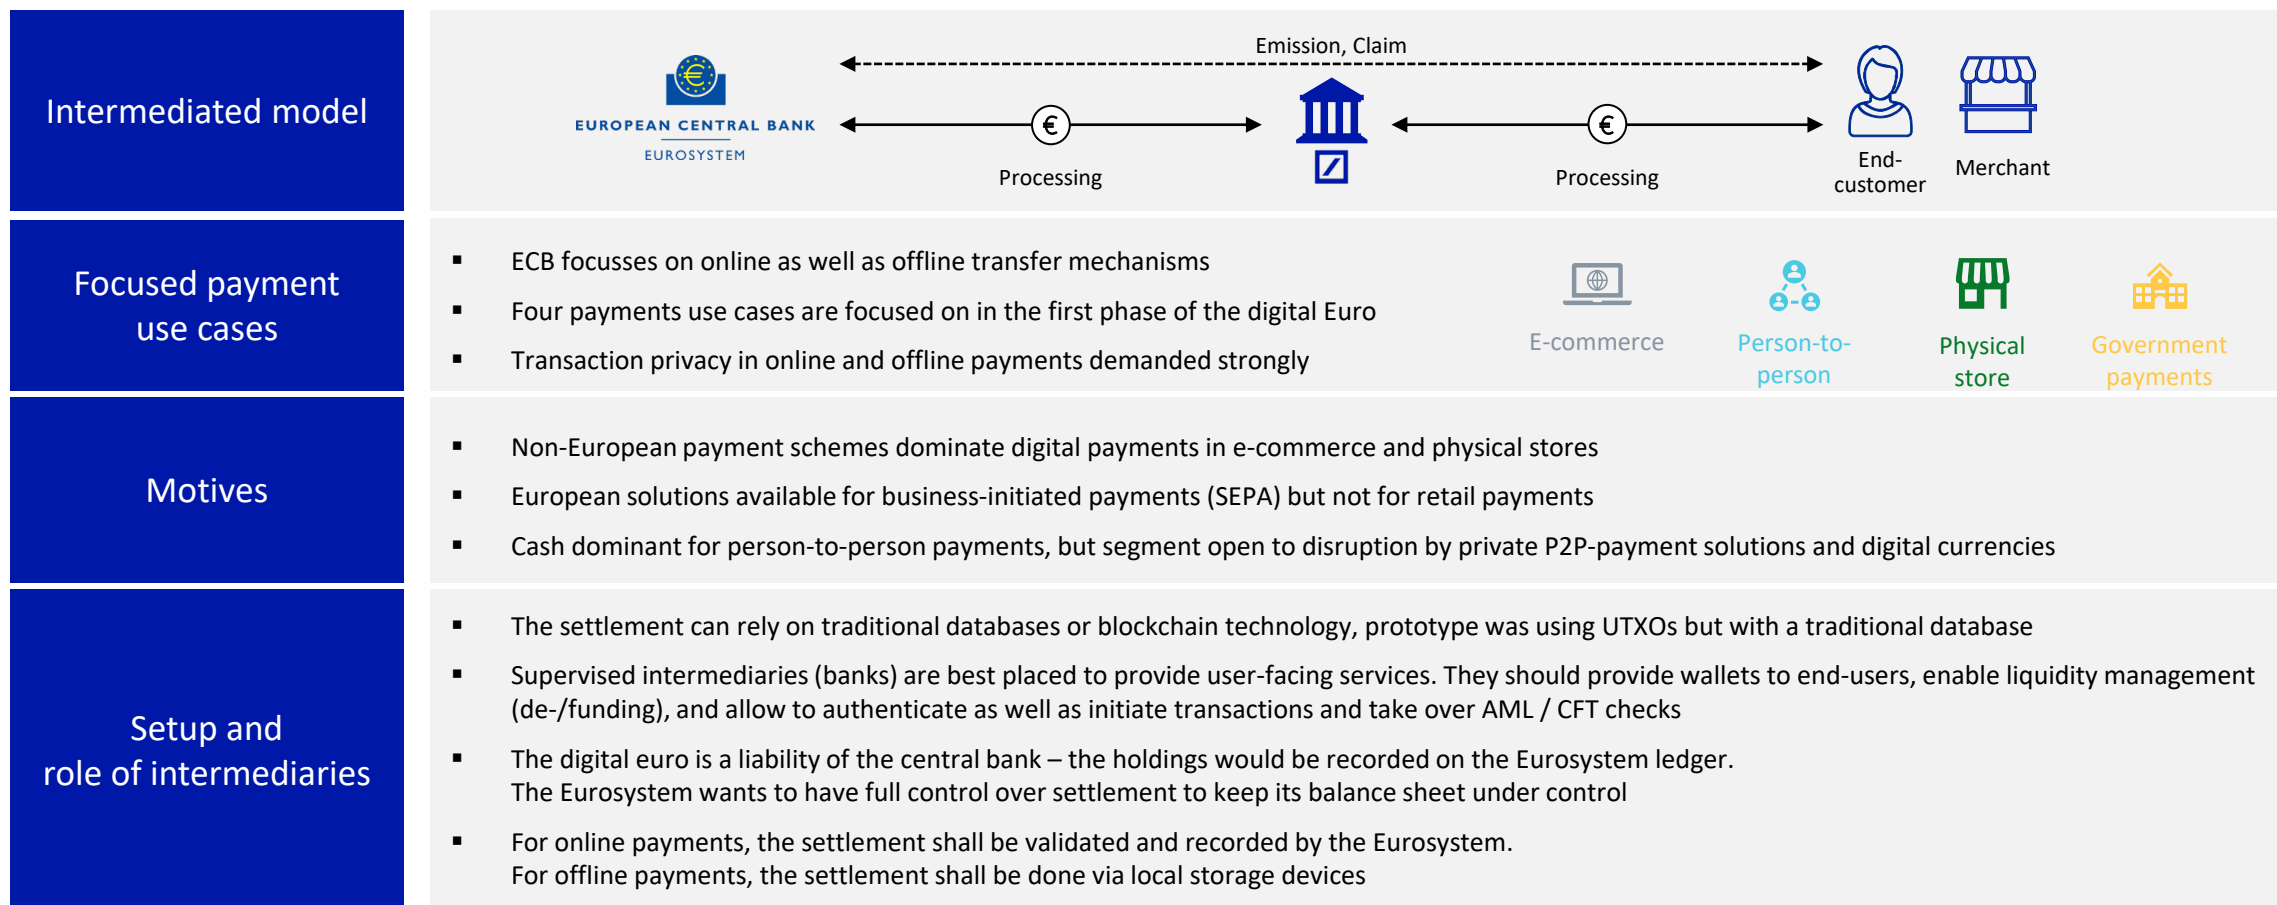 Intermediated model
EUROPEAN CENTRAL BANK
EUROSYSTEM
Emission, Claim
€
Processing
€
Processing
End-
customer
Merchant
Focused payment
use cases
▪ ECB focusses on online as well as offline transfer mechanisms
▪ Four payments use cases are focused on in the first phase of the digital Euro
▪ Transaction privacy in online and offline payments demanded strongly
E-commerce
Person-to-
person
Physical
store
Government
payments
Motives
▪ Non-European payment schemes dominate digital payments in e-commerce and physical stores
▪ European solutions available for business-initiated payments (SEPA) but not for retail payments
▪ Cash dominant for person-to-person payments, but segment open to disruption by private P2P-payment solutions and digital currencies
Setup and
role of intermediaries
▪ The settlement can rely on traditional databases or blockchain technology, prototype was using UTXOs but with a traditional database
▪ Supervised intermediaries (banks) are best placed to provide user-facing services. They should provide wallets to end-users, enable liquidity management
(de-/funding), and allow to authenticate as well as initiate transactions and take over AML / CFT checks
▪ The digital euro is a liability of the central bank – the holdings would be recorded on the Eurosystem ledger.
The Eurosystem wants to have full control over settlement to keep its balance sheet under control
▪ For online payments, the settlement shall be validated and recorded by the Eurosystem.
For offline payments, the settlement shall be done via local storage devices